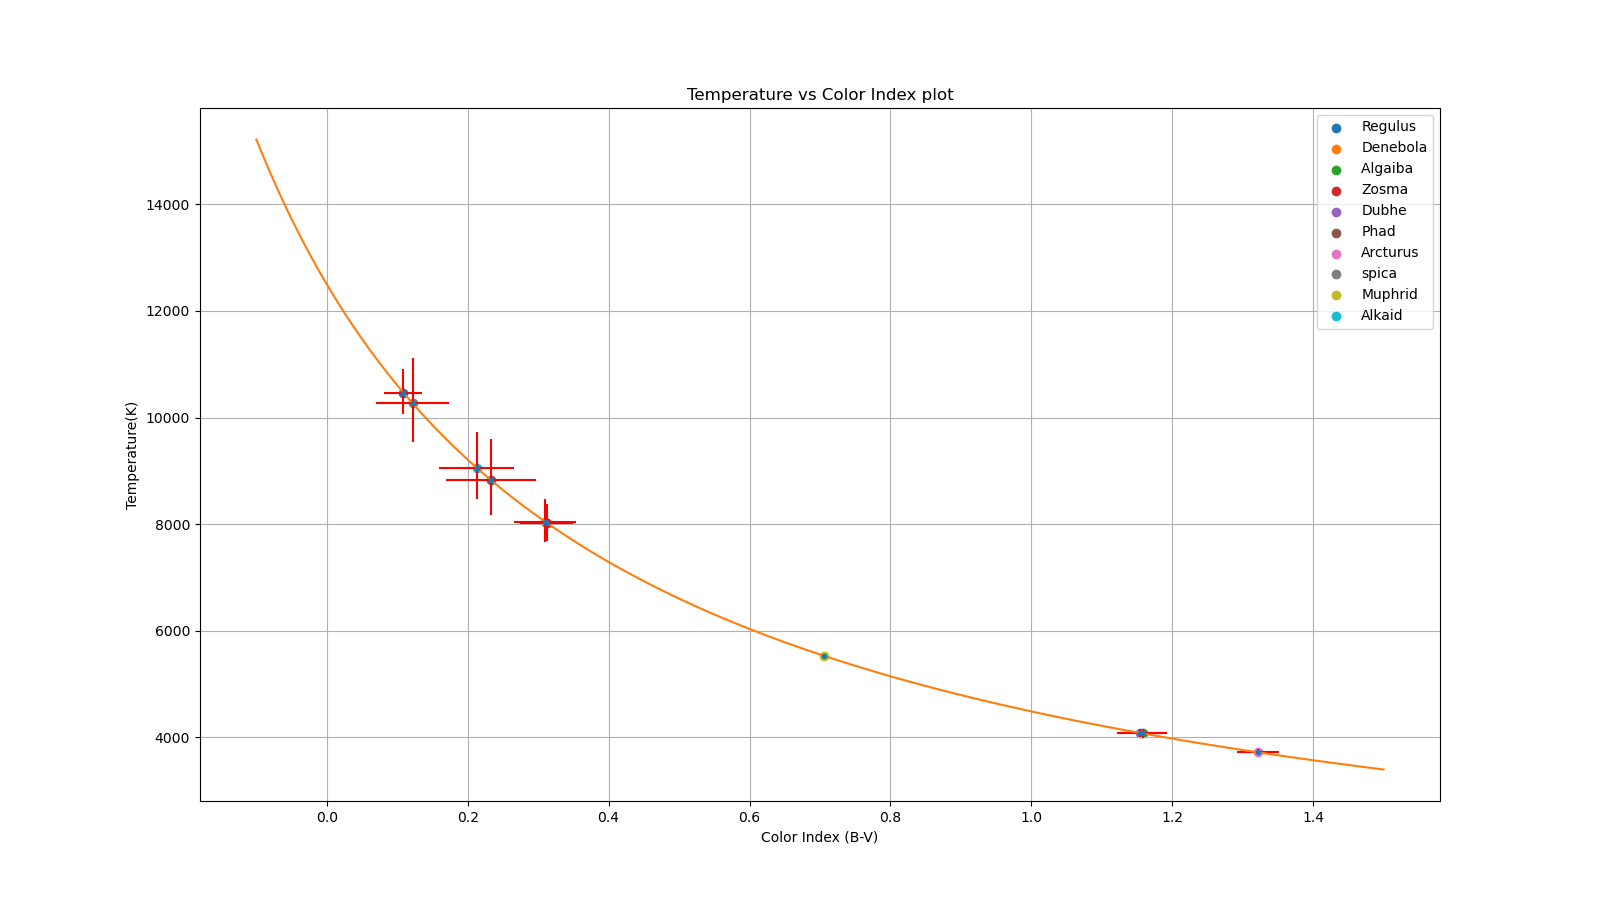 Temperature vs Color Index plot
Regulus
Denebola
Algaiba
Zosma
Dubhe
Phad
Arcturus
spica
Muphrid
Alkaid
14000
12000
10000
8000
6000
4000
Temperature(K)
0.0 0.2 0.4 0.6 0.8 1.0 1.2 1.4
Color Index (B-V)